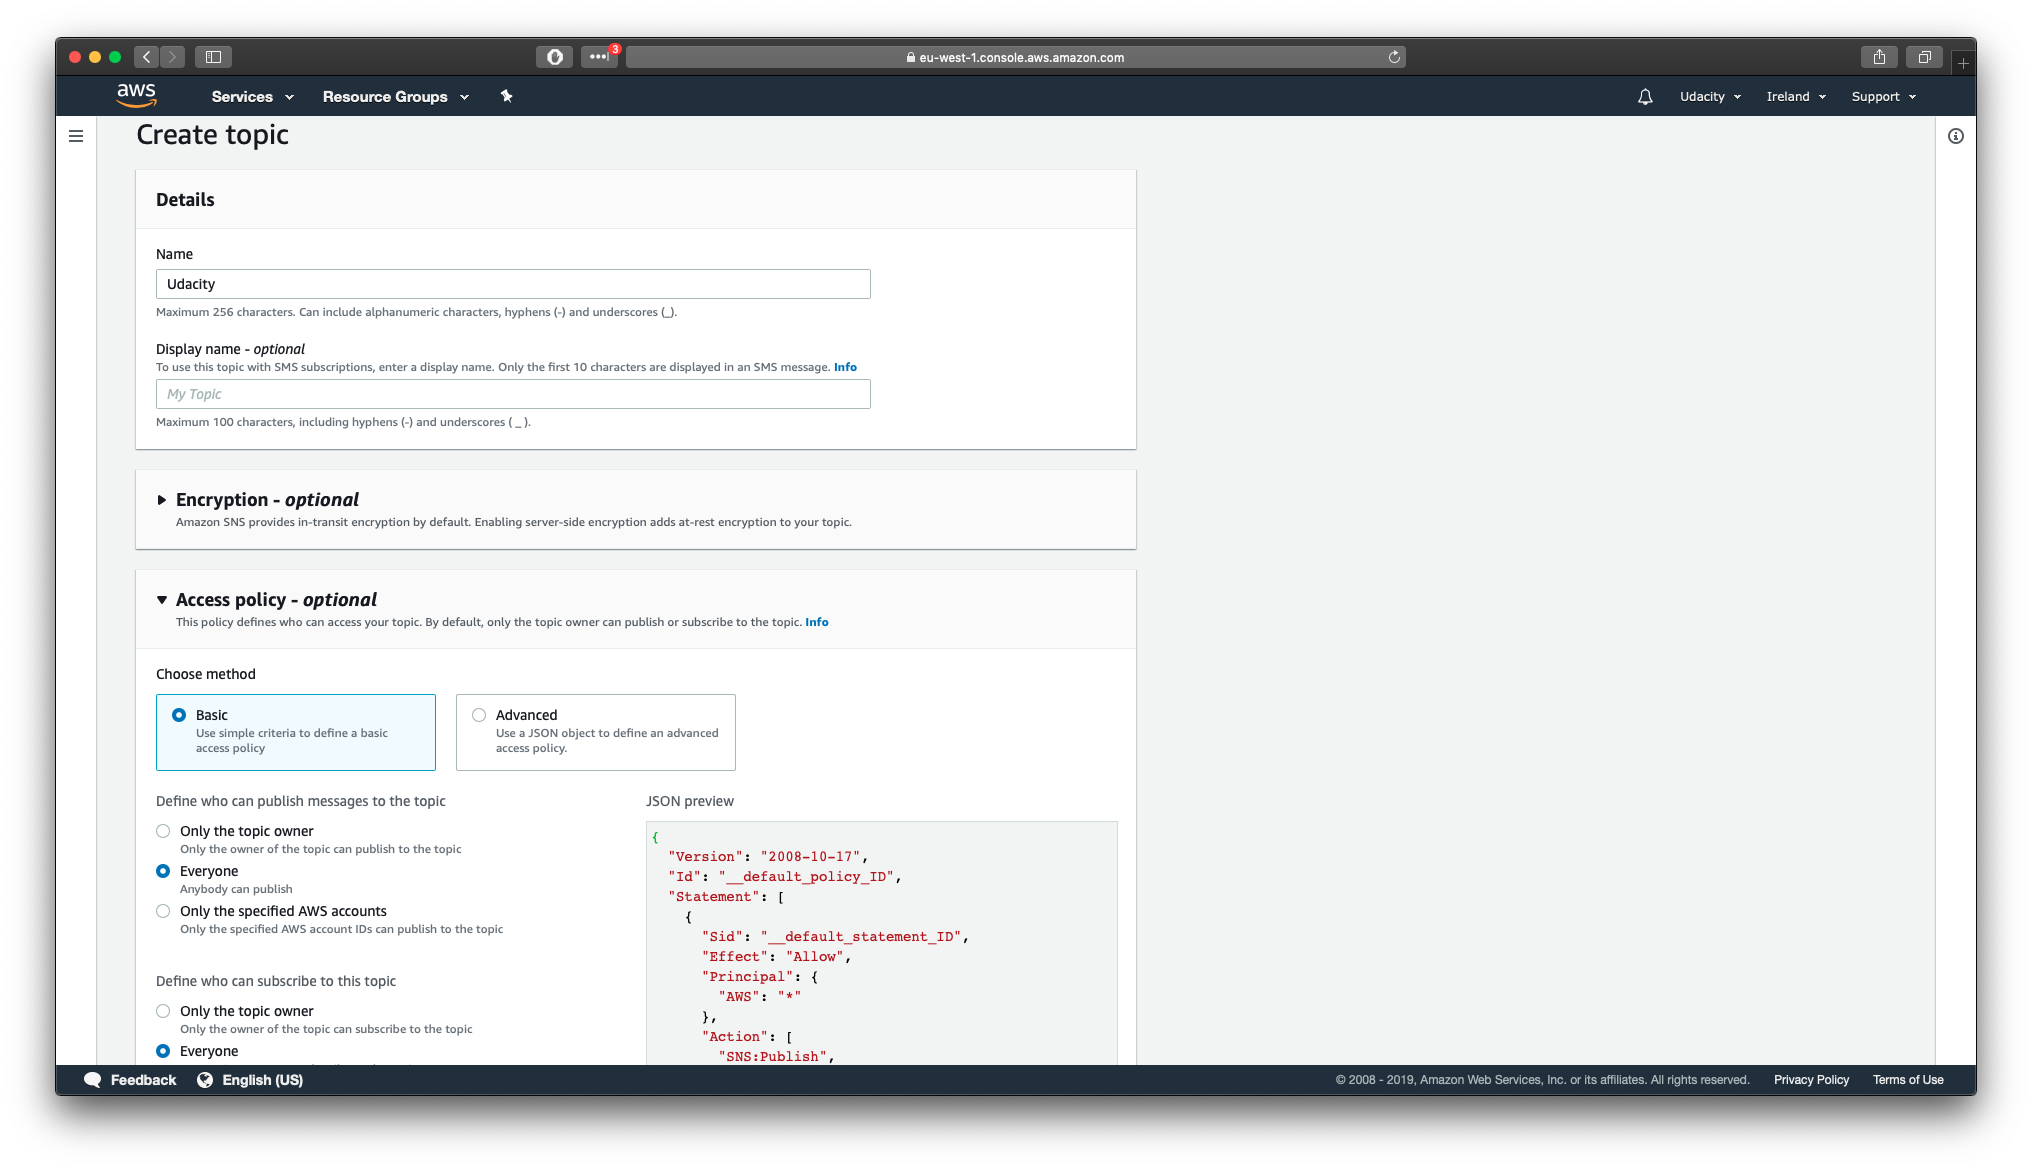 3
eu-west-1.console.aws.amazon.com
aws
Services
Resource Groups
Udacity
Ireland
Support
Create topic
Details
Name
Udacity
Maximum 256 characters. Can include alphanumeric characters, hyphens (-) and underscores (_).
Display name - optional
To use this topic with SMS subscriptions, enter a display name. Only the first 10 characters are displayed in an SMS message. Info
My Topic
Maximum 100 characters, including hyphens (-) and underscores ( _ ).
Encryption - optional
Amazon SNS provides in-transit encryption by default. Enabling server-side encryption adds at-rest encryption to your topic.
Access policy - optional
This policy defines who can access your topic. By default, only the topic owner can publish or subscribe to the topic. Info
Choose method
Basic
Use simple criteria to define a basic
access policy
Advanced
Use a JSON object to define an advanced
access policy.
Define who can publish messages to the topic
Only the topic owner
Only the owner of the topic can publish to the topic
Everyone
Anybody can publish
Only the specified AWS accounts
Only the specified AWS account IDs can publish to the topic
Define who can subscribe to this topic
Only the topic owner
Only the owner of the topic can subscribe to the topic
Everyone
JSON preview
{
"Version": "2008-10-17",
"Id": "__default_policy_ID",
"Statement": [
{
"Sid": "__default_statement_ID",
"Effect": "Allow",
"Principal": {
"AWS": "*"
},
"Action": [
"SNS:Publish",
Feedback
English (US)
© 2008 - 2019, Amazon Web Services, Inc. or its affiliates. All rights reserved.
Privacy Policy
Terms of Use